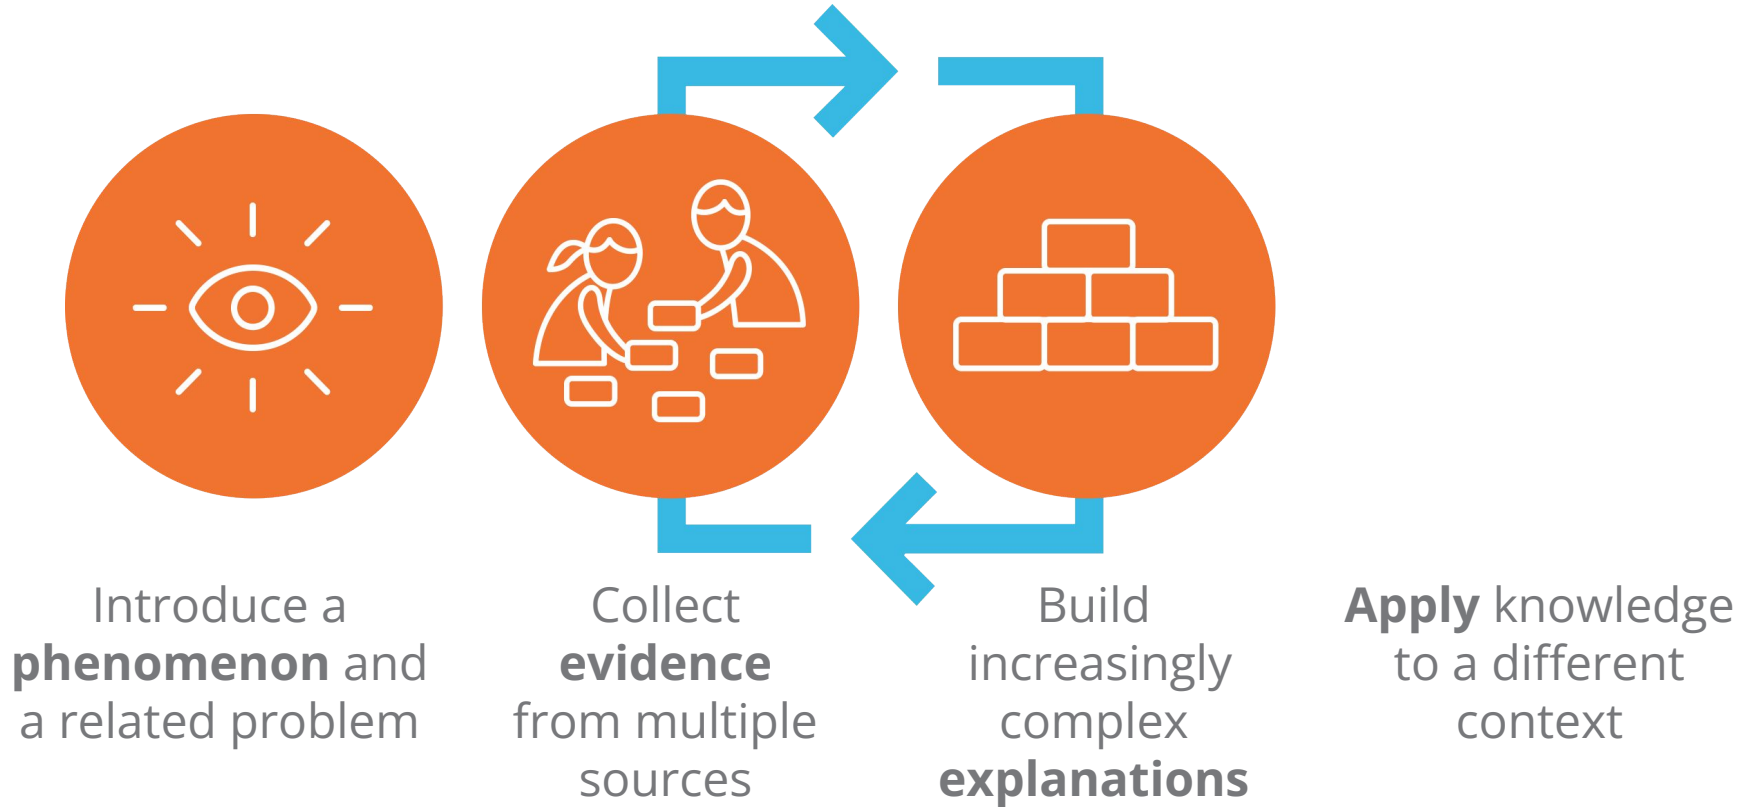 Introduce a
phenomenon and
a related problem
Collect
evidence
from multiple
sources
Build
increasingly
complex
explanations
Apply knowledge
to a different
context